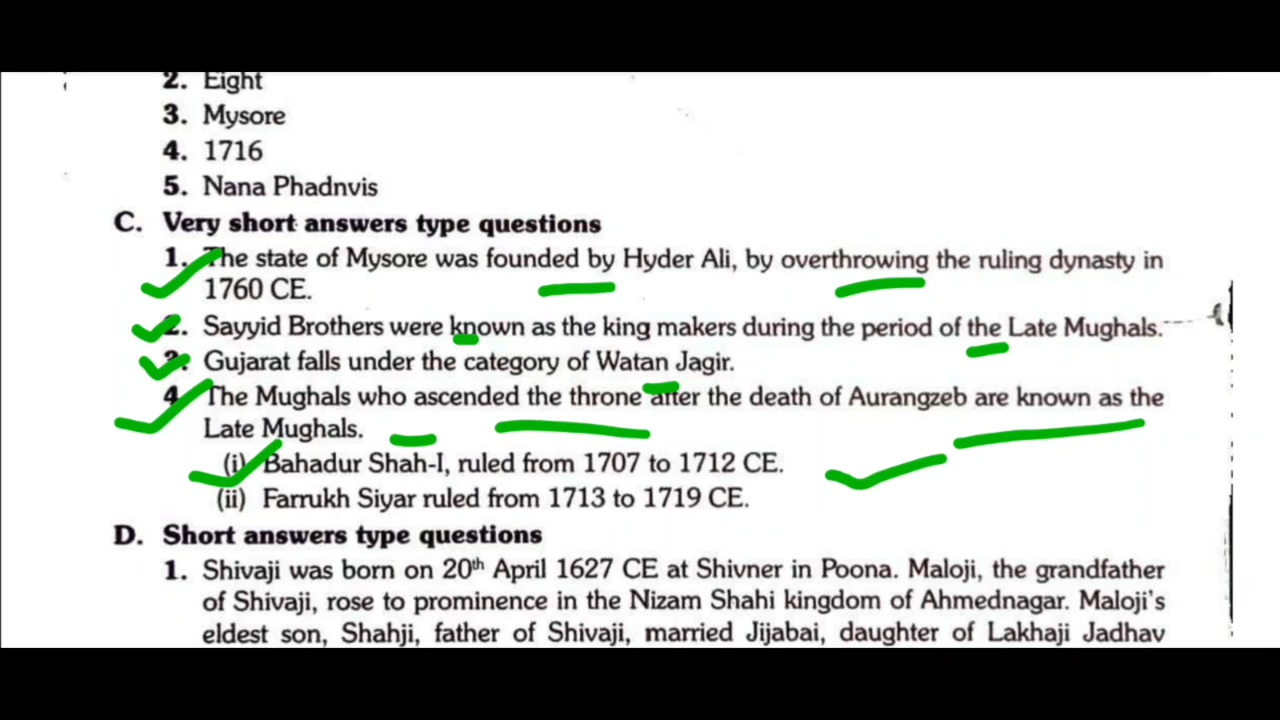 2. Eight
3. Mysore
4. 1716
5. Nana Phadnvis
C. Very short answers type questions
1. The state of Mysore was founded by Hyder Ali, by overthrowing the ruling dynasty in
1760 CE.
2. Sayyid Brothers were known as the king makers during the period of the Late Mughals.
3. Gujarat falls under the category of Watan Jagir.
4. The Mughals who ascended the throne after the death of Aurangzeb are known as the
Late Mughals.
(i) Bahadur Shah-I, ruled from 1707 to 1712 CE.
(ii) Farrukh Siyar ruled from 1713 to 1719 CE.
D. Short answers type questions
1. Shivaji was born on 20th April 1627 CE at Shivner in Poona. Maloji, the grandfather
of Shivaji, rose to prominence in the Nizam Shahi kingdom of Ahmednagar. Maloji's
eldest son, Shahji, father of Shivaji, married Jijabai, daughter of Lakhaji Jadhav